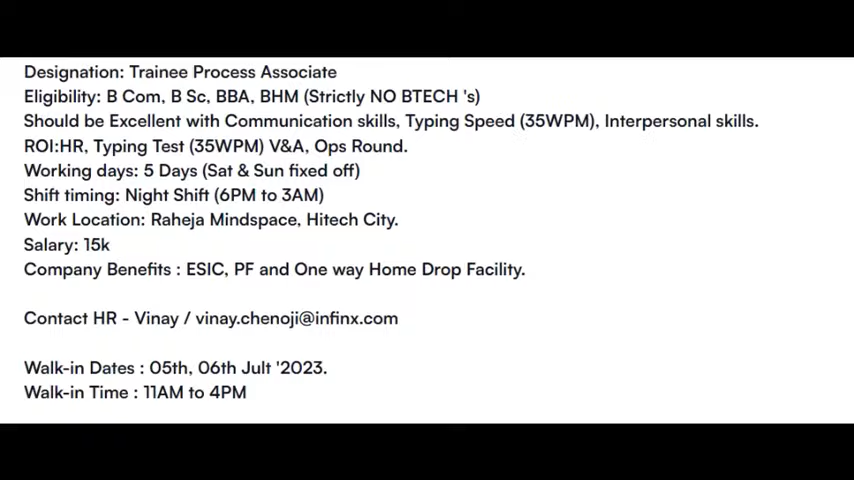 Designation: Trainee Process Associate
Eligibility: B Com, B Sc, BBA, BHM (Strictly NO BTECH 's)
Should be Excellent with Communication skills, Typing Speed (35WPM), Interpersonal skills.
ROI:HR, Typing Test (35WPM) V&A, Ops Round.
Working days: 5 Days (Sat & Sun fixed off)
Shift timing: Night Shift (6PM to 3AM)
Work Location: Raheja Mindspace, Hitech City.
Salary: 15k
Company Benefits : ESIC, PF and One way Home Drop Facility.
Contact HR - Vinay / vinay.chenoji@infinx.com
Walk-in Dates : 05th, 06th Jult '2023.
Walk-in Time : 11AM to 4PM